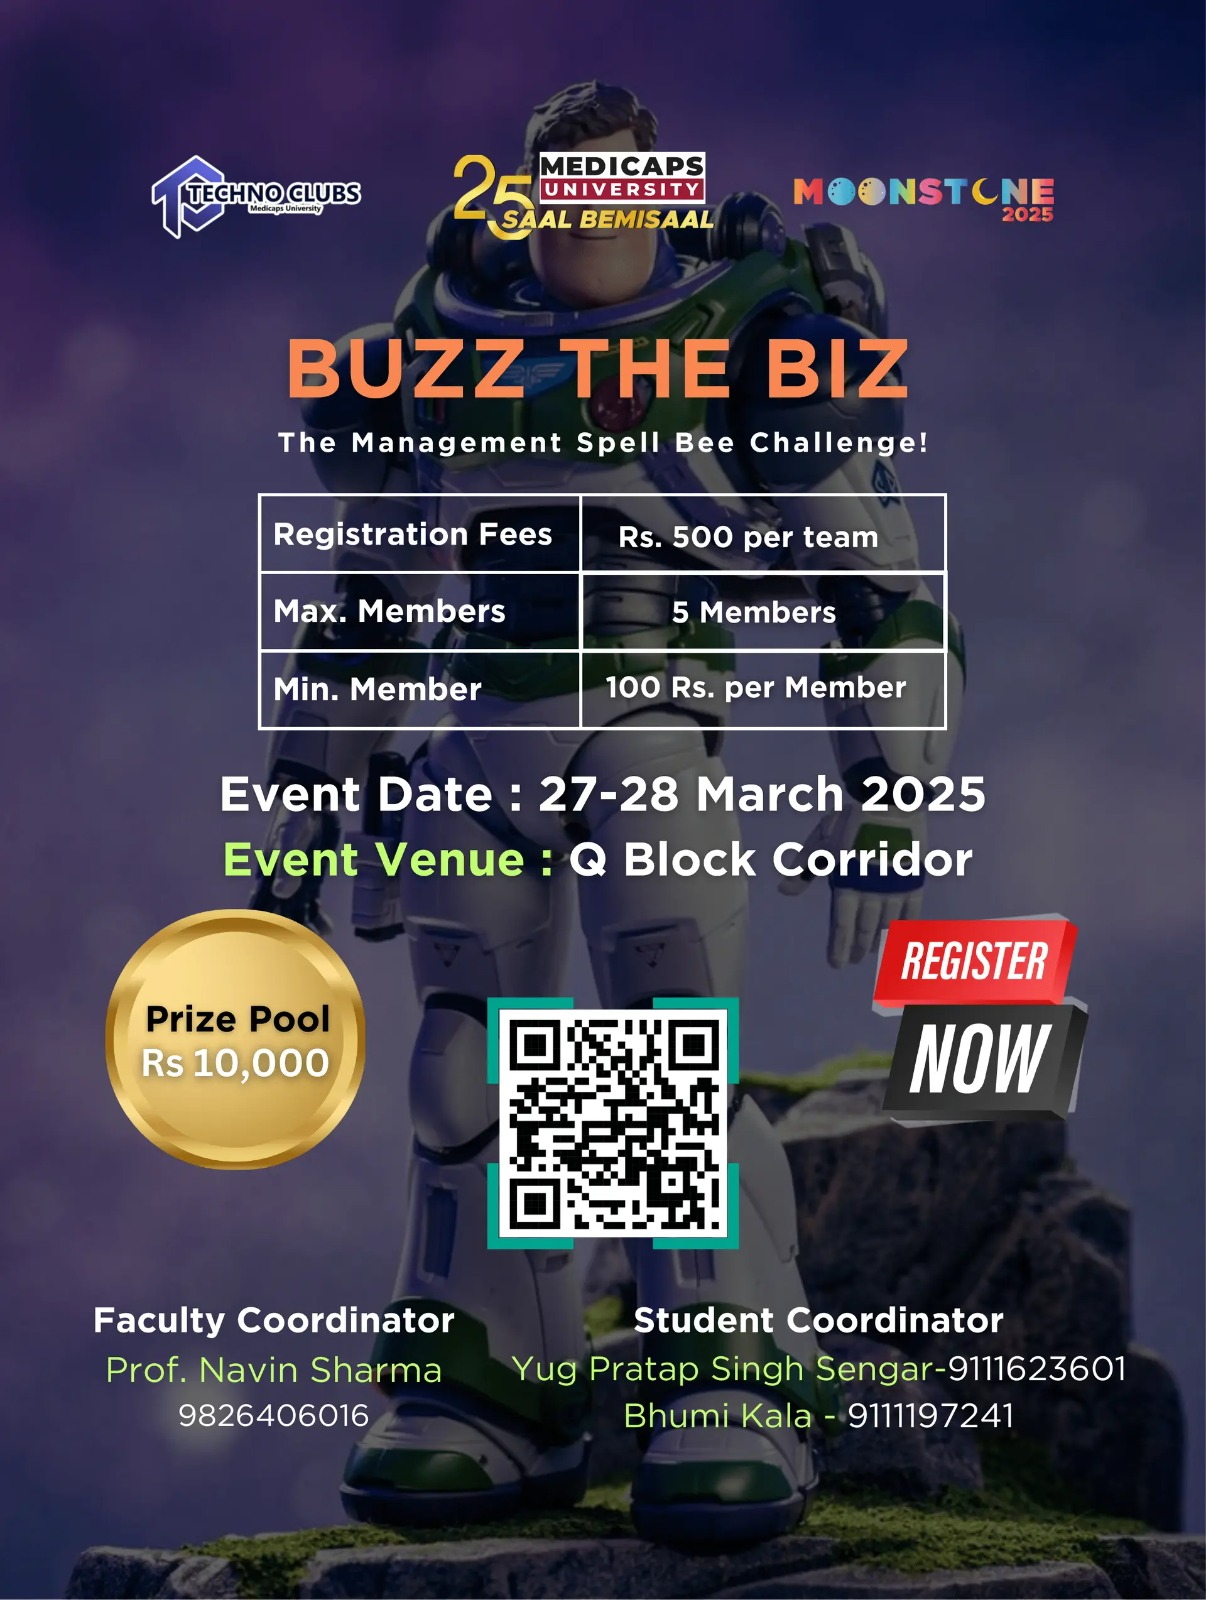 TECHNO CLUBS
Medicaps University
25 MEDICAPS
UNIVERSITY
SAAL BEMISAAL
MOONSTONE
2025
BUZZ THE BIZ
The Management Spell Bee Challenge!
Registration Fees Rs. 500 per team
Max. Members 5 Members
Min. Member 100 Rs. per Member
Event Date : 27-28 March 2025
Event Venue : Q Block Corridor
Prize Pool
Rs 10,000
REGISTER
NOW
Faculty Coordinator
Prof. Navin Sharma
9826406016
Student Coordinator
Yug Pratap Singh Sengar-9111623601
Bhumi Kala - 9111197241